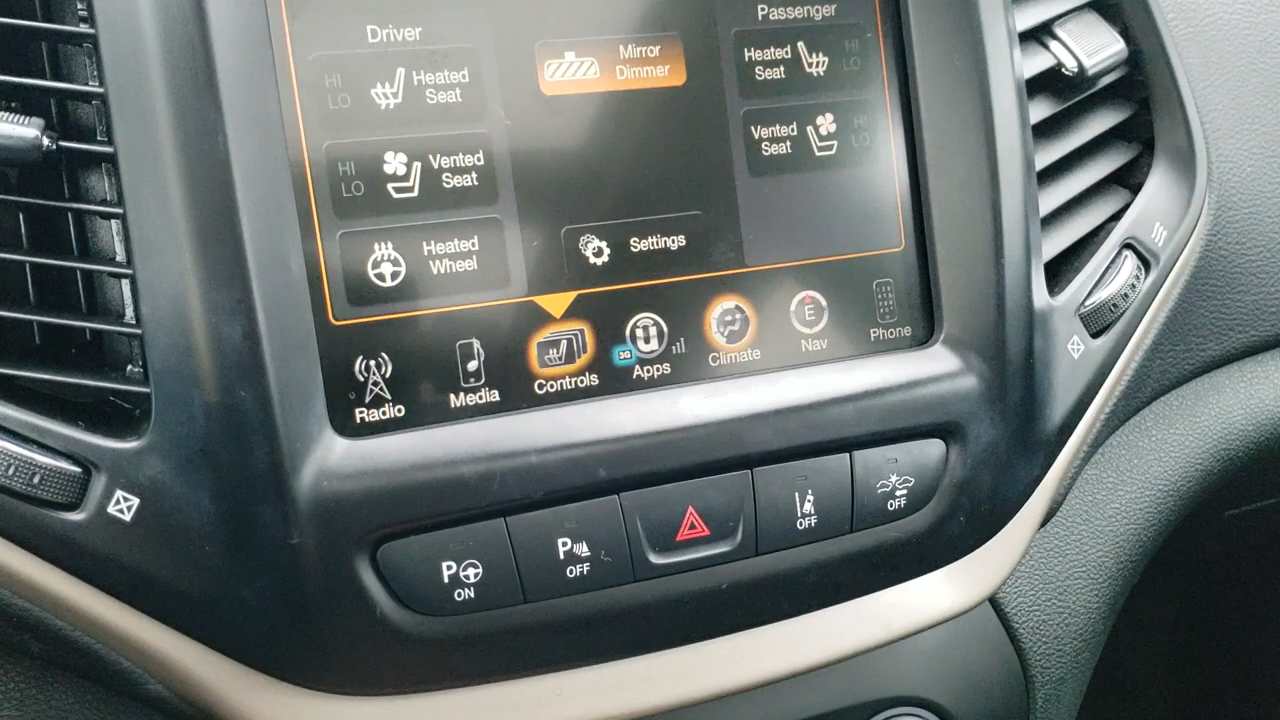 Driver
Passenger
HI
LO
Heated
Seat
Mirror
Dimmer
Heated
Seat
HI
LO
HI
LO
Vented
Seat
Vented
Seat
HI
LO
Heated
Wheel
Settings
Radio
Media
Controls
3G
Apps
Climate
E
Nav
Phone
P
ON
P
OFF
OFF
OFF